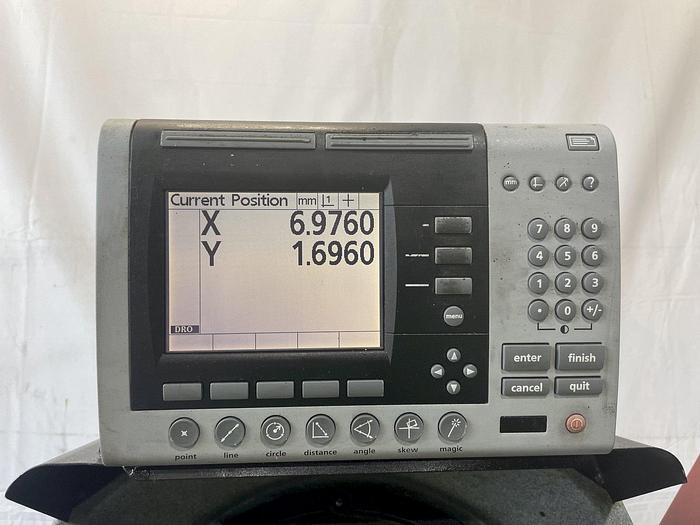 Current Position mm 1
X 6.9760
Y 1.6960
DRO
menu
mm
?
7 8 9
4 5 6
1 2 3
. 0 +/-
enter finish
cancel quit
point line circle distance angle skew magic